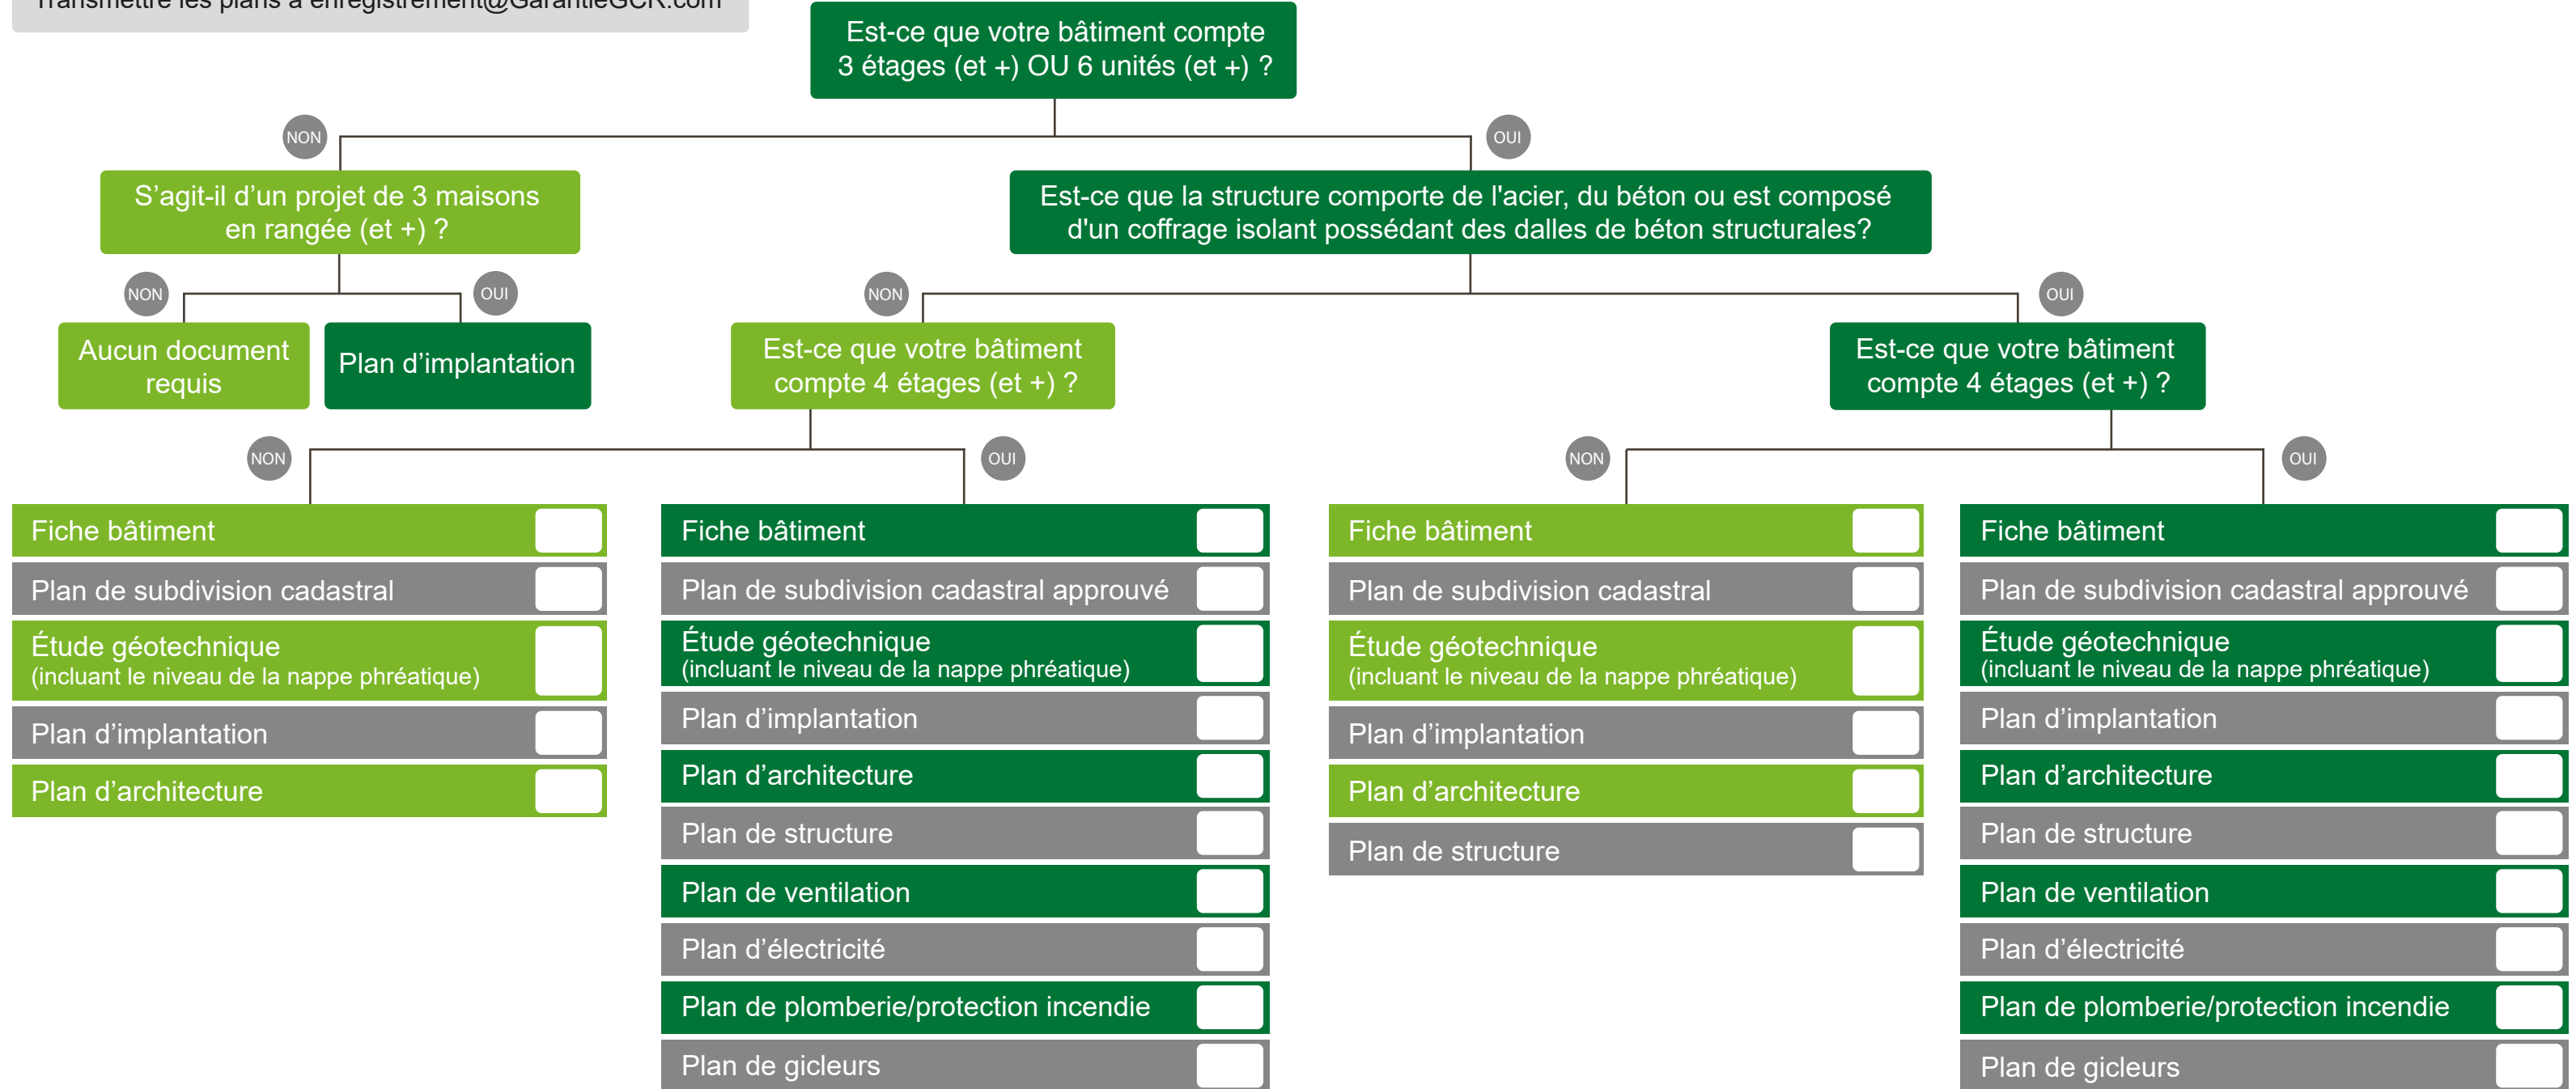 Transmettre les plans à enregistrement@GarantieGCR.com
Est-ce que votre bâtiment compte
3 étages (et +) OU 6 unités (et +) ?
NON
OUI
S’agit-il d’un projet de 3 maisons
en rangée (et +) ?
Est-ce que la structure comporte de l'acier, du béton ou est composé
d'un coffrage isolant possédant des dalles de béton structurales?
NON
OUI
NON
OUI
Aucun document
requis
Plan d’implantation
Est-ce que votre bâtiment
compte 4 étages (et +) ?
Est-ce que votre bâtiment
compte 4 étages (et +) ?
NON
OUI
NON
OUI
Fiche bâtiment
Plan de subdivision cadastral
Étude géotechnique
(incluant le niveau de la nappe phréatique)
Plan d’implantation
Plan d’architecture
Fiche bâtiment
Plan de subdivision cadastral approuvé
Étude géotechnique
(incluant le niveau de la nappe phréatique)
Plan d’implantation
Plan d’architecture
Plan de structure
Plan de ventilation
Plan d’électricité
Plan de plomberie/protection incendie
Plan de gicleurs
Fiche bâtiment
Plan de subdivision cadastral
Étude géotechnique
(incluant le niveau de la nappe phréatique)
Plan d’implantation
Plan d’architecture
Plan de structure
Fiche bâtiment
Plan de subdivision cadastral approuvé
Étude géotechnique
(incluant le niveau de la nappe phréatique)
Plan d’implantation
Plan d’architecture
Plan de structure
Plan de ventilation
Plan d’électricité
Plan de plomberie/protection incendie
Plan de gicleurs